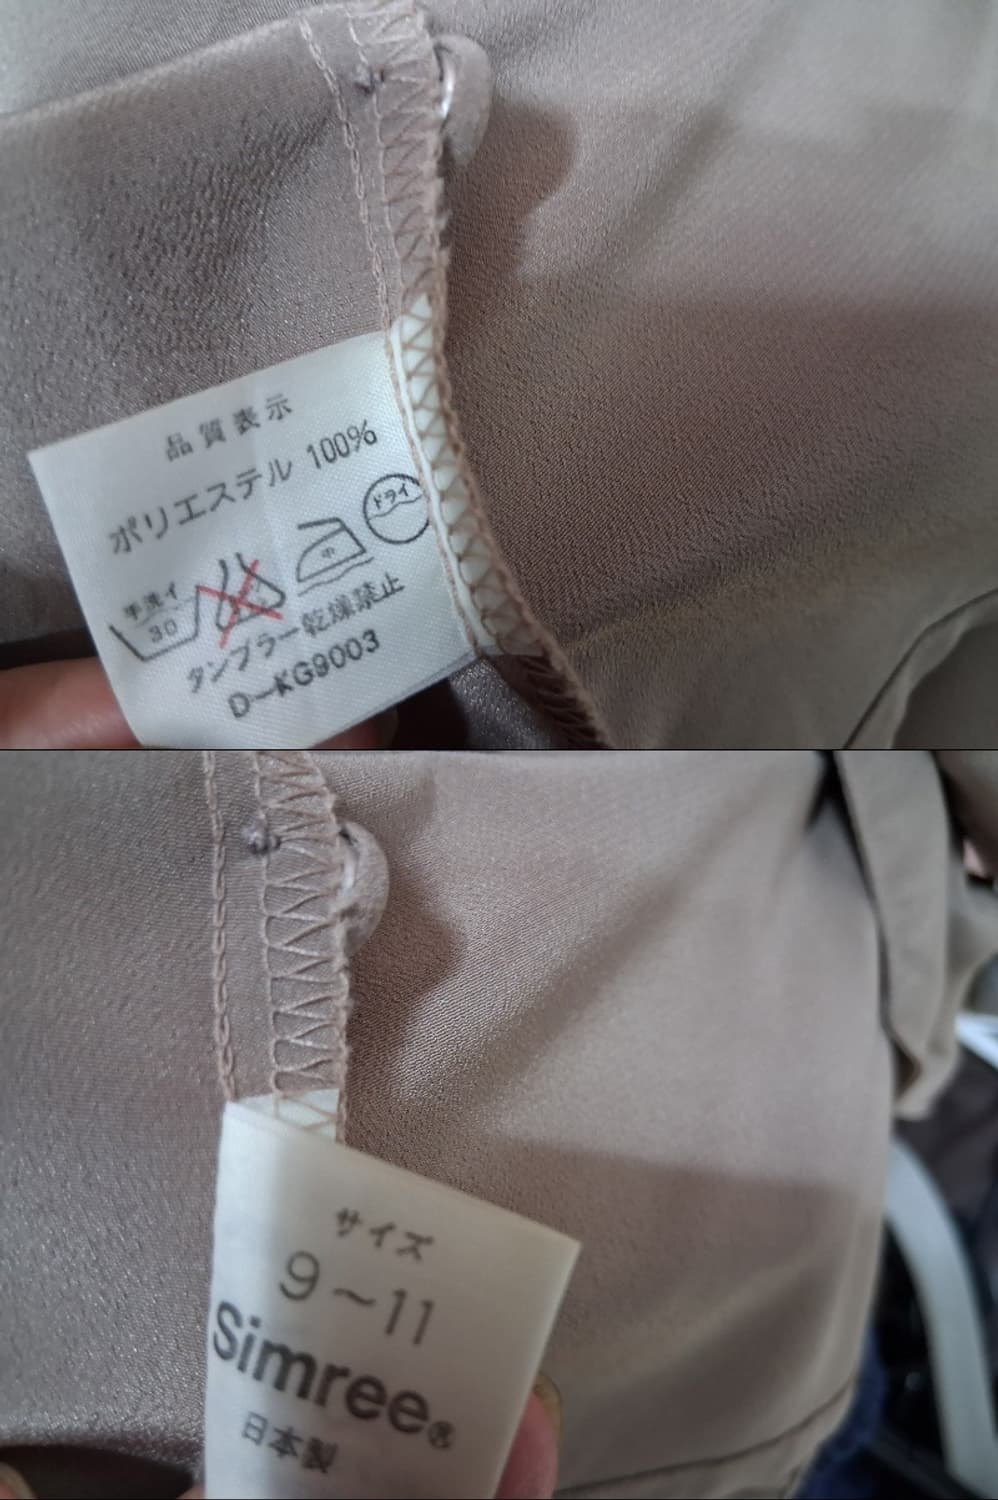 品質表示
ポリエステル 100%
ドライ
中
手洗イ
30
タンブラー乾燥禁止
D-KG9003
サイズ
9~11
Simree®
日本製